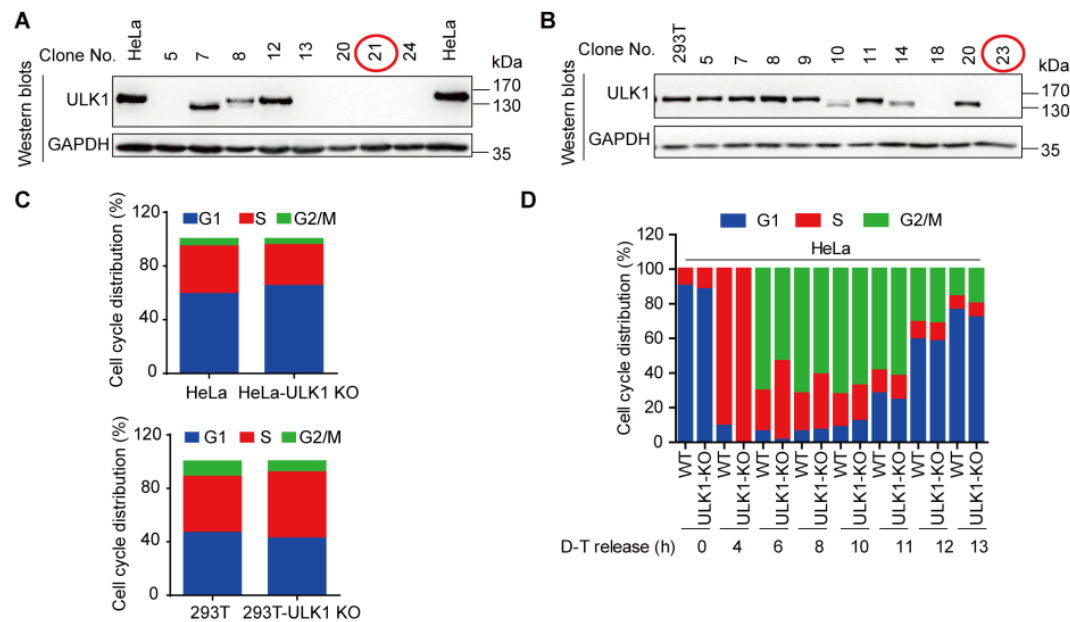 A
Clone No. HeLa 5 7 8 12 13 20 21 24 HeLa
kDa
Western blots
ULK1
170
130
GAPDH
35
B
Clone No. 293T 5 7 8 9 10 11 14 18 20 23
kDa
Western blots
ULK1
170
130
GAPDH
35
C
Cell cycle distribution (%)
G1 S G2/M
120
80
40
0
HeLa HeLa-ULK1 KO
Cell cycle distribution (%)
G1 S G2/M
120
80
40
0
293T 293T-ULK1 KO
D
G1 S G2/M
HeLa
Cell cycle distribution (%)
120
100
80
60
40
20
0
WT ULK1-KO WT ULK1-KO WT ULK1-KO WT ULK1-KO WT ULK1-KO WT ULK1-KO WT ULK1-KO WT ULK1-KO
D-T release (h) 0 4 6 8 10 11 12 13